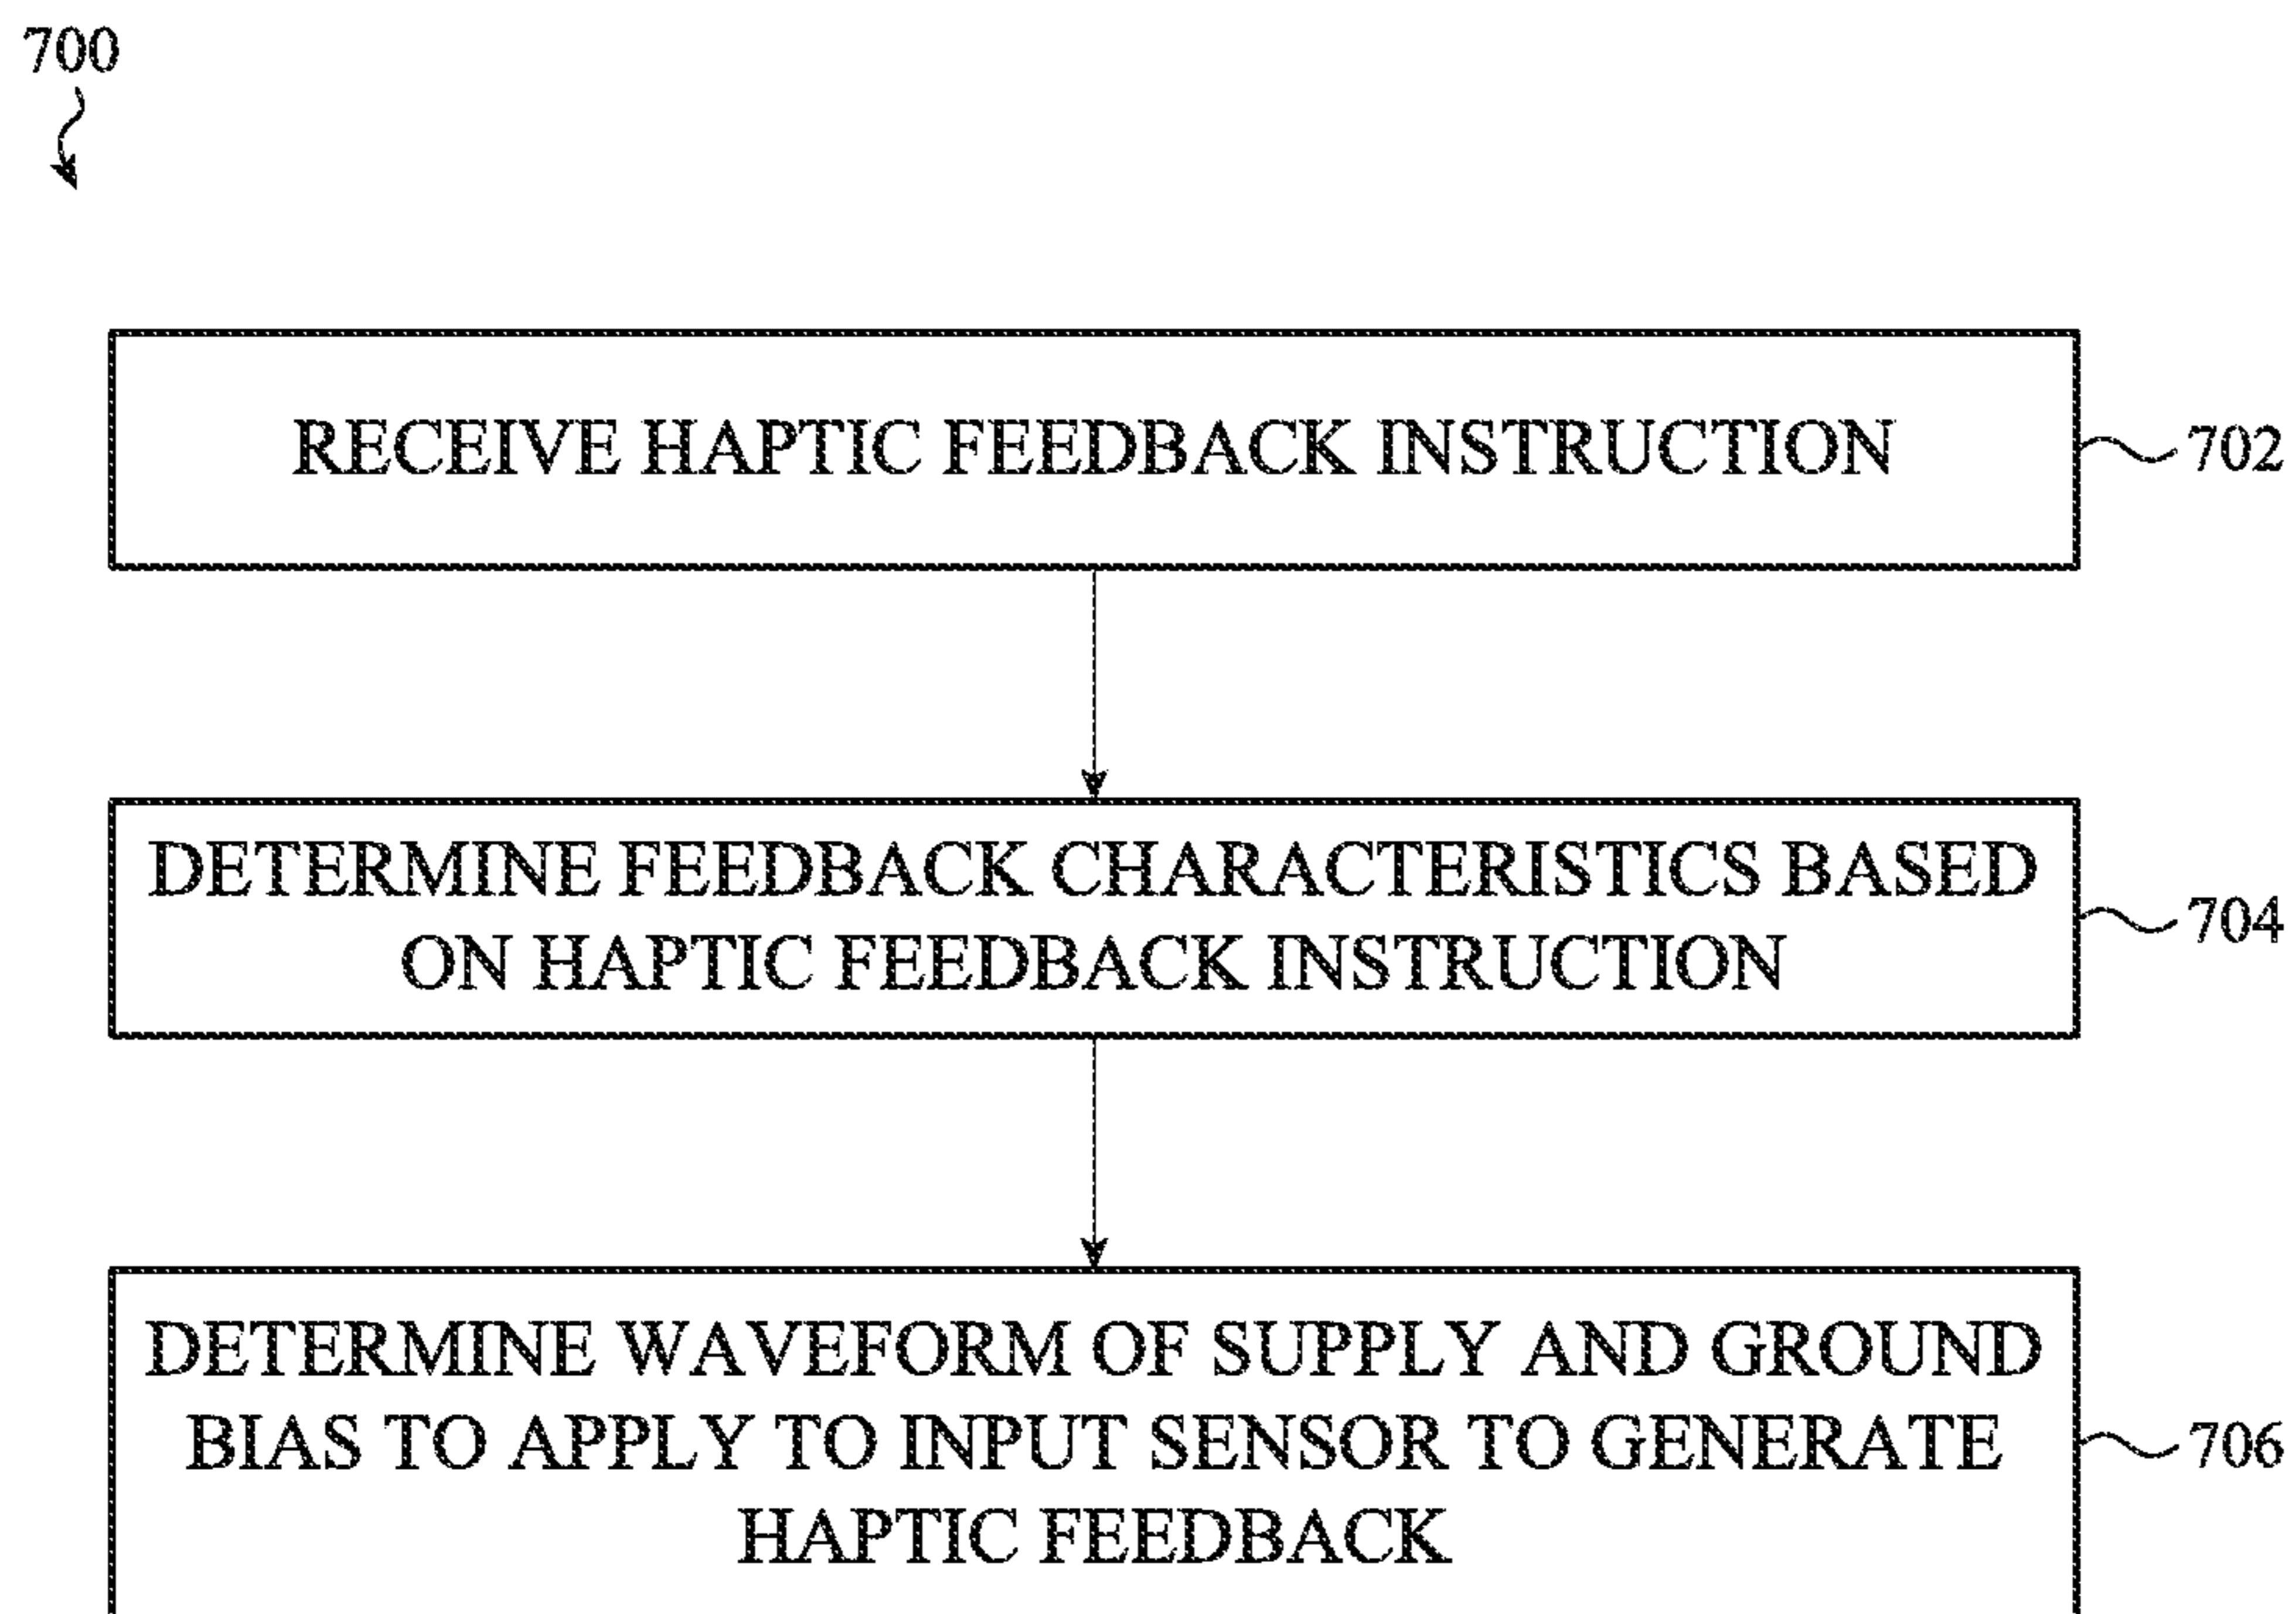 700
RECEIVE HAPTIC FEEDBACK INSTRUCTION
702
DETERMINE FEEDBACK CHARACTERISTICS BASED
ON HAPTIC FEEDBACK INSTRUCTION
704
DETERMINE WAVEFORM OF SUPPLY AND GROUND
BIAS TO APPLY TO INPUT SENSOR TO GENERATE
HAPTIC FEEDBACK
706